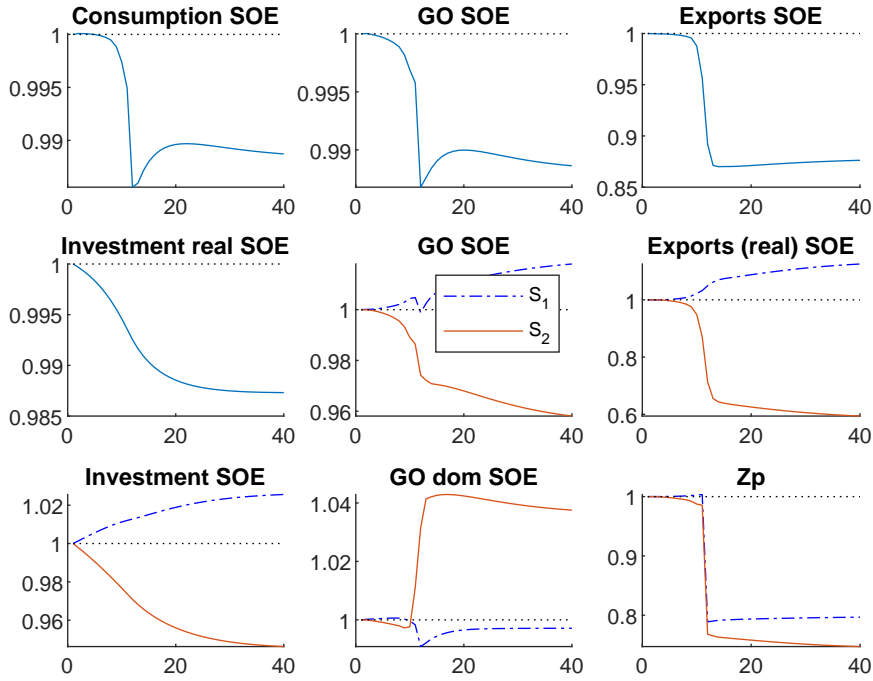 Consumption SOE
1
0.995
0.99
0 20 40
GO SOE
1
0.995
0.99
0 20 40
Exports SOE
1
0.95
0.9
0.85
0 20 40
Investment real SOE
1
0.995
0.99
0.985
0 20 40
GO SOE
1
0.98
0.96
0 20 40
S_1
S_2
Exports (real) SOE
1
0.8
0.6
0 20 40
Investment SOE
1.02
1
0.98
0.96
0 20 40
GO dom SOE
1.04
1.02
1
0 20 40
Zp
1
0.9
0.8
0 20 40